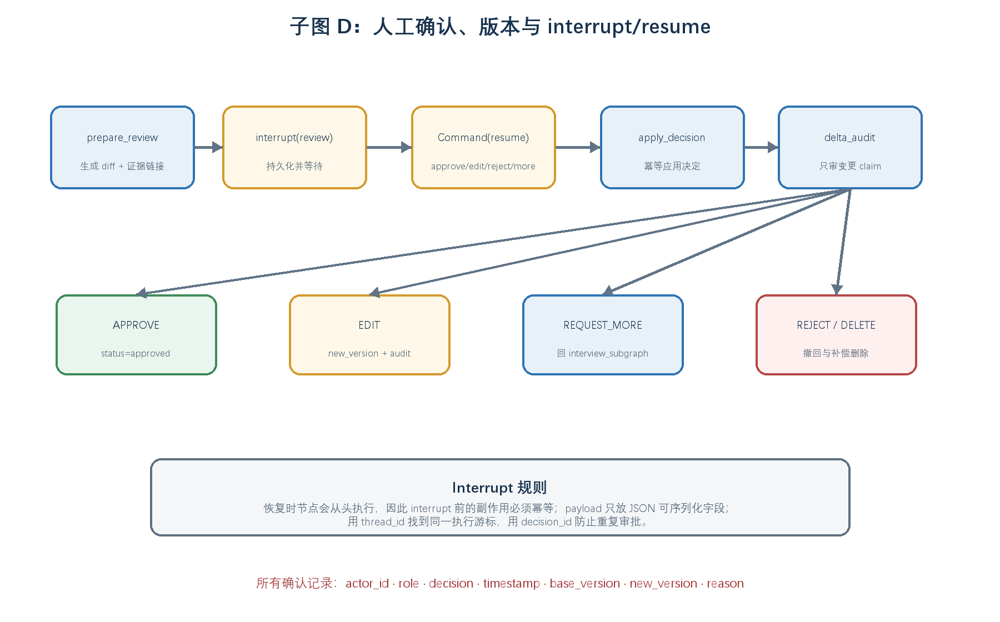 子图 D：人工确认、版本与 interrupt/resume
prepare_review
生成 diff + 证据链接
interrupt(review)
持久化并等待
Command(resume)
approve/edit/reject/more
apply_decision
幂等应用决定
delta_audit
只审变更 claim
APPROVE
status=approved
EDIT
new_version + audit
REQUEST_MORE
回 interview_subgraph
REJECT / DELETE
撤回与补偿删除
Interrupt 规则
恢复时节点会从头执行，因此 interrupt 前的副作用必须幂等；payload 只放 JSON 可序列化字段；
用 thread_id 找到同一执行游标，用 decision_id 防止重复审批。
所有确认记录：actor_id · role · decision · timestamp · base_version · new_version · reason